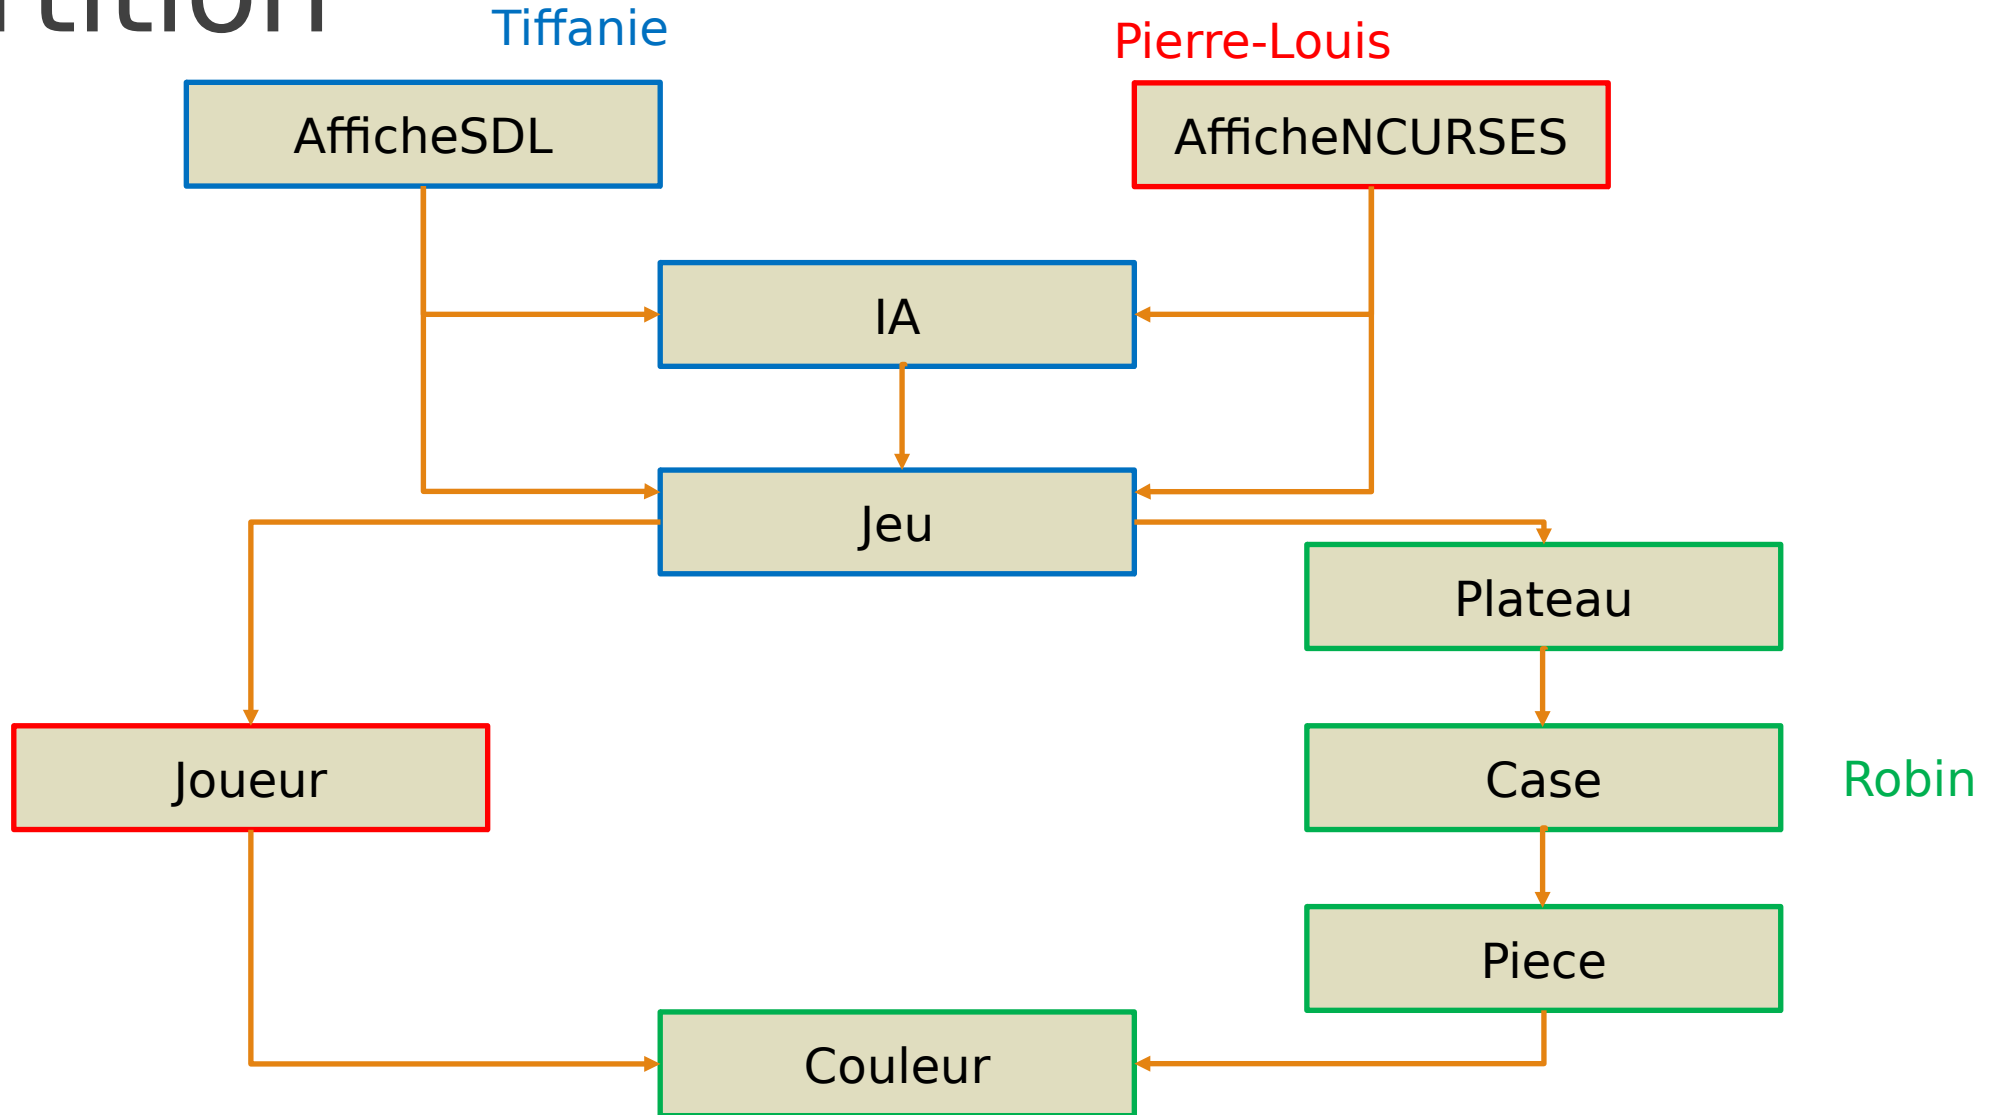 Tiffanie
Pierre-Louis
AfficheSDL
AfficheNCURSES
IA
Jeu
Plateau
Joueur
Case
Robin
Piece
Couleur